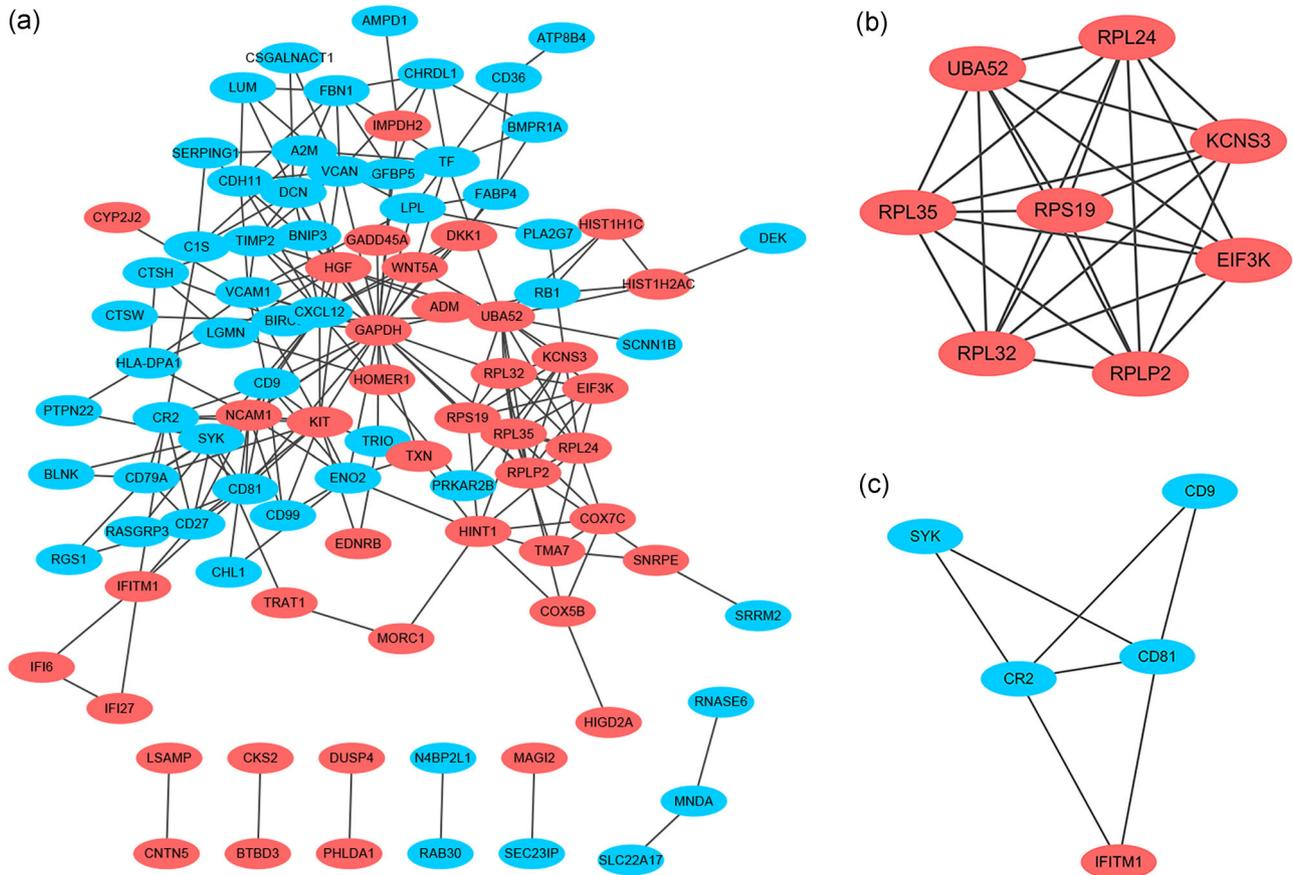 (a)
AMPD1
ATP8B4
CSGALNACT1
CHRDL1
CD36
LUM
FBN1
IMPDH2
BMPR1A
SERPING1
A2M
VCAN
GFBP5
TF
CDH11
DCN
FABP4
LPL
CYP2J2
HIST1H1C
C1S
TIMP2
BNIP3
GADD45A
DKK1
PLA2G7
DEK
CTSH
HGF
WNT5A
HIST1H2AC
VCAM1
RB1
CTSW
LGMN
BIRC
CXCL12
ADM
UBA52
GAPDH
SCNN1B
HLA-DPA1
KCNS3
CD9
HOMER1
RPL32
EIF3K
PTPN22
CR2
NCAM1
KIT
RPS19
SYK
TRIO
RPL35
RPL24
TXN
BLNK
CD79A
CD81
ENO2
PRKAR2B
RPLP2
RASGRP3
CD27
CD99
HINT1
COX7C
RGS1
CHL1
EDNRB
TMA7
SNRPE
IFITM1
TRAT1
COX5B
SRRM2
MORC1
IFI6
IFI27
HIGD2A
RNASE6
LSAMP
CKS2
DUSP4
N4BP2L1
MAGI2
MNDA
CNTN5
BTBD3
PHLDA1
RAB30
SEC23IP
SLC22A17
(b)
RPL24
UBA52
KCNS3
RPL35
RPS19
EIF3K
RPL32
RPLP2
(c)
CD9
SYK
CD81
CR2
IFITM1